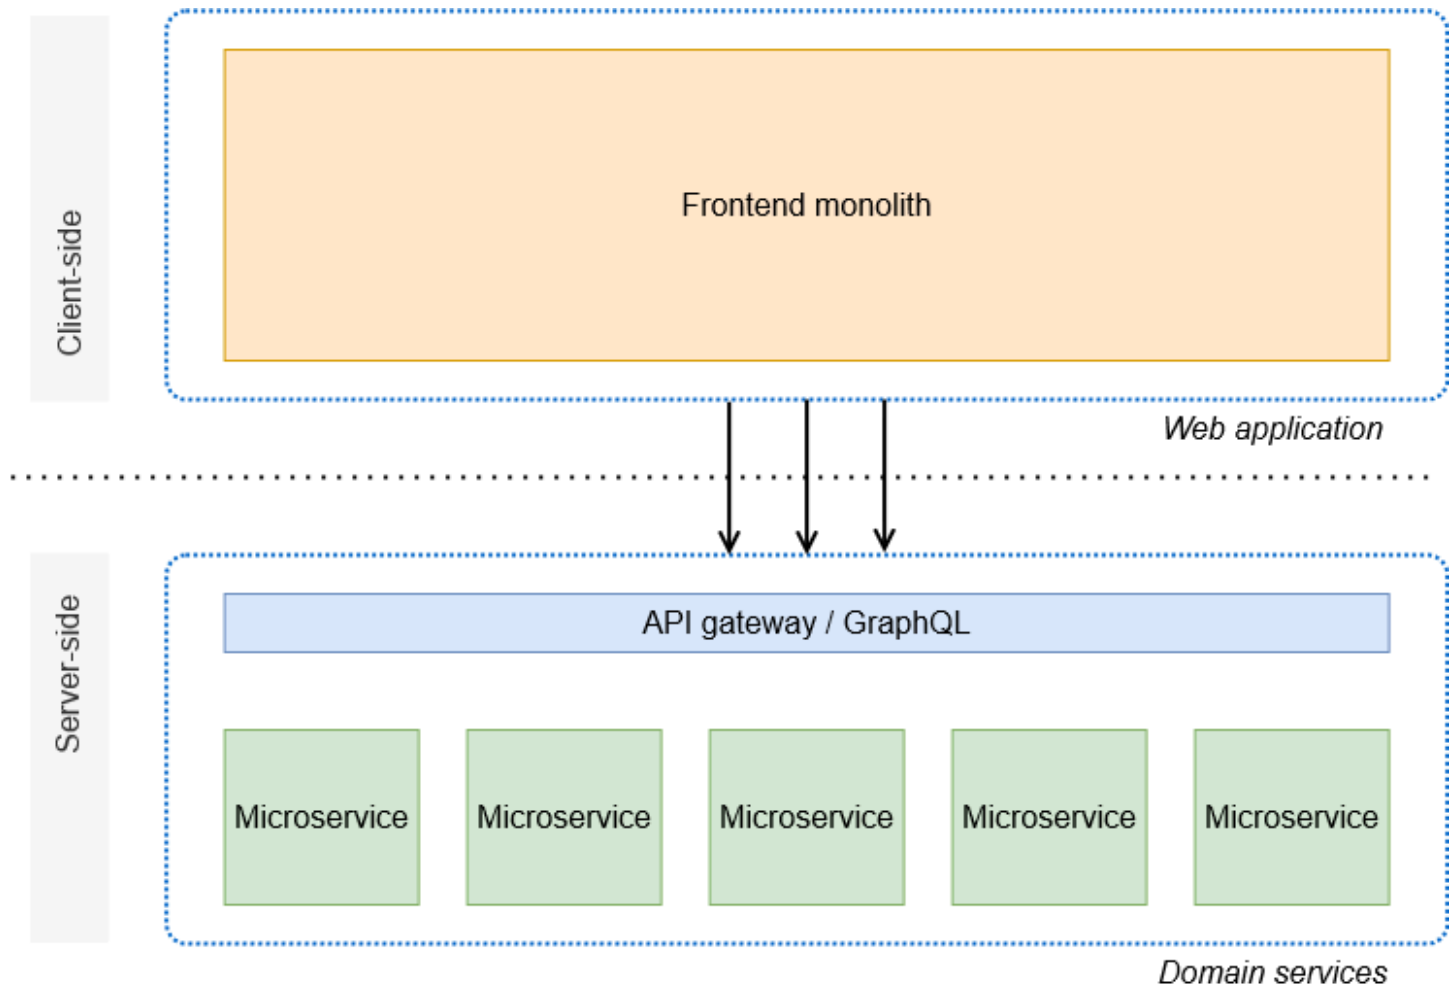 Client-side
Frontend monolith
Web application
Server-side
API gateway / GraphQL
Microservice
Microservice
Microservice
Microservice
Microservice
Domain services